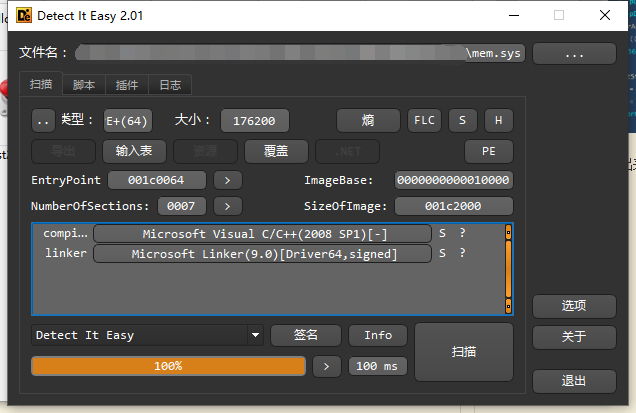 Detect It Easy 2.01
文件名： \mem.sys ...
扫描 脚本 插件 日志
.. 类型： E+(64) 大小： 176200 熵 FLC S H
导出 输入表 资源 覆盖 .NET PE
EntryPoint 001c0064 > ImageBase: 0000000000010000
NumberOfSections: 0007 > SizeOfImage: 001c2000
compi… Microsoft Visual C/C++(2008 SP1)[-] S ?
linker Microsoft Linker(9.0)[Driver64,signed] S ?
选项
Detect It Easy 签名 Info 扫描 关于
100% > 100 ms 退出